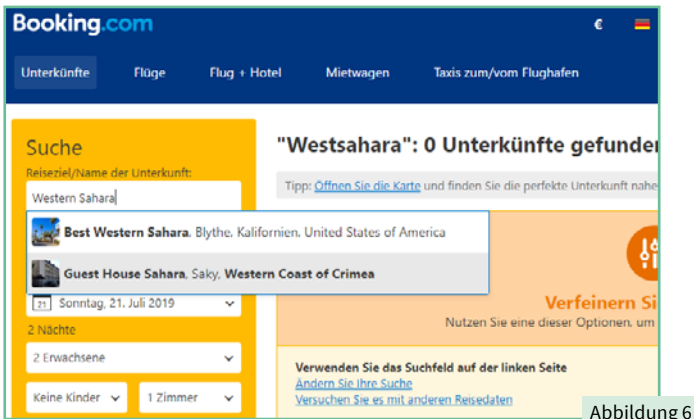 Booking.com
€
Unterkünfte Flüge Flug + Hotel Mietwagen Taxis zum/vom Flughafen
Suche
Reiseziel/Name der Unterkunft:
Western Sahara
Best Western Sahara, Blythe, Kalifornien, United States of America
Guest House Sahara, Saky, Western Coast of Crimea
21 Sonntag, 21. Juli 2019
2 Nächte
2 Erwachsene
Keine Kinder 1 Zimmer
"Westsahara": 0 Unterkünfte gefunden
Tipp: Öffnen Sie die Karte und finden Sie die perfekte Unterkunft nahe
Verfeinern Si
Nutzen Sie eine dieser Optionen, um
Verwenden Sie das Suchfeld auf der linken Seite
Ändern Sie Ihre Suche
Versuchen Sie es mit anderen Reisedaten
Abbildung 6